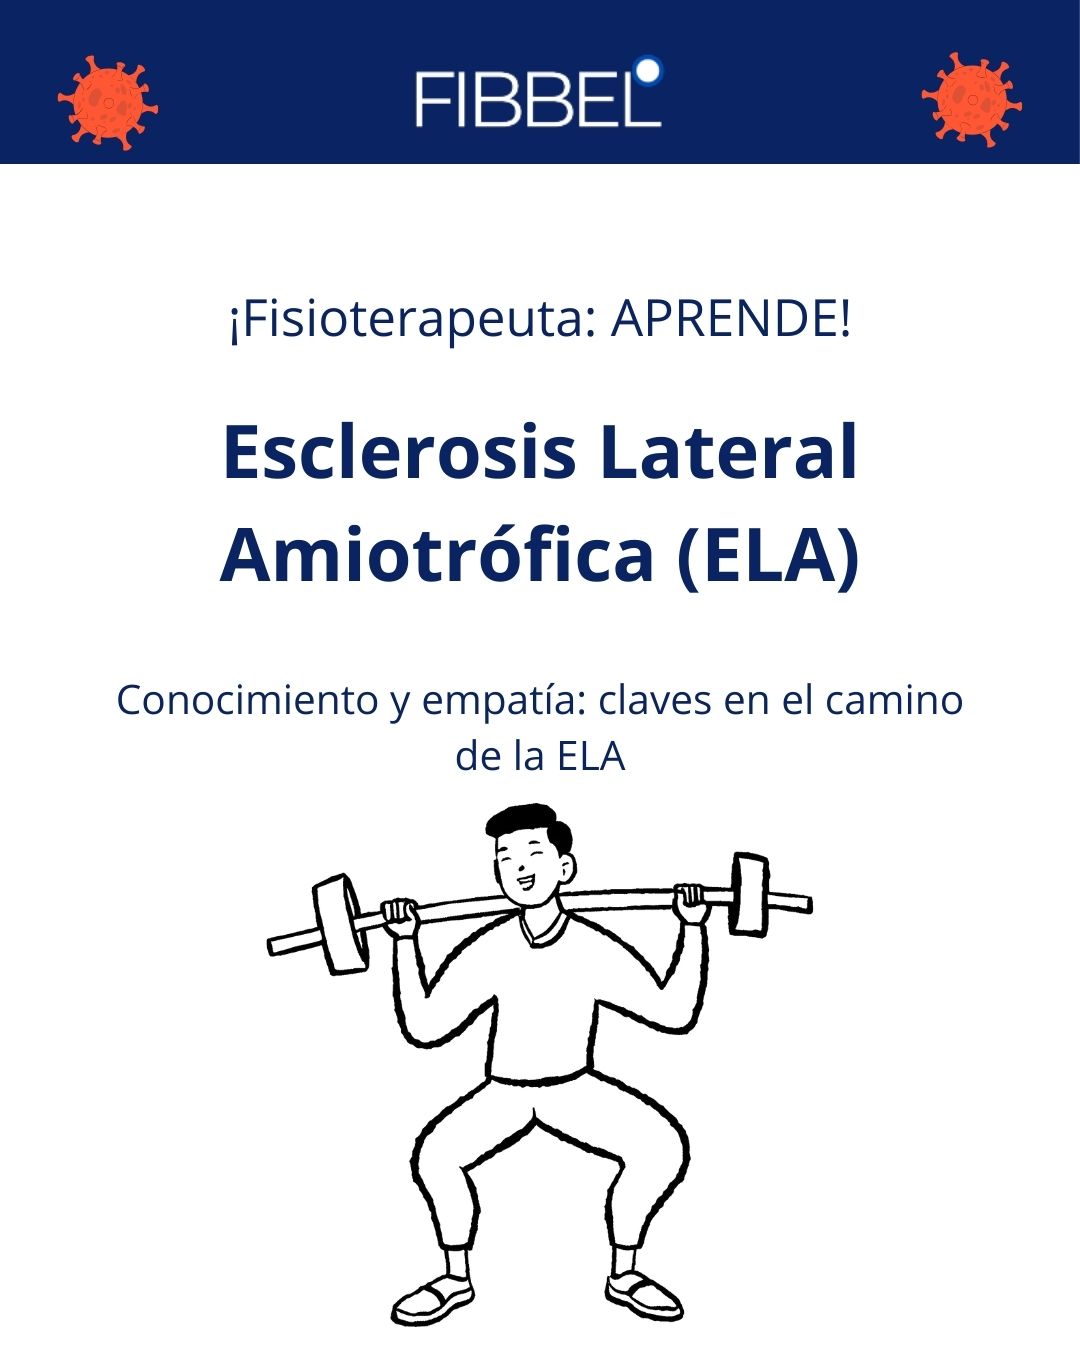 FIBBEL
¡Fisioterapeuta: APRENDE!
Esclerosis Lateral
Amiotrófica (ELA)
Conocimiento y empatía: claves en el camino
de la ELA